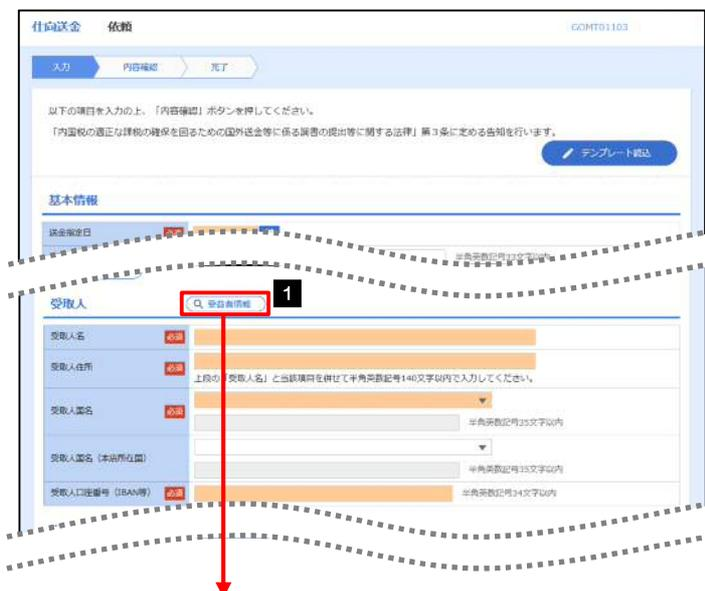 仕向送金 依頼 GOMT01103
入力 内容確認 完了
以下の項目を入力の上、「内容確認」ボタンを押してください。
「内国税の適正な課税の確保を図るための国外送金等に係る調書の提出等に関する法律」第3条に定める告知を行います。
テンプレート読込
基本情報
送金指定日 必須
半角英数記号33文字以内
受取人 受益者情報 1
受取人名 必須
受取人住所 必須
上段の「受取人名」と当該項目を併せて半角英数記号140文字以内で入力してください。
受取人国名 必須
半角英数記号35文字以内
受取人国名（本店所在国）
半角英数記号35文字以内
受取人口座番号（IBAN等） 必須 半角英数記号34文字以内